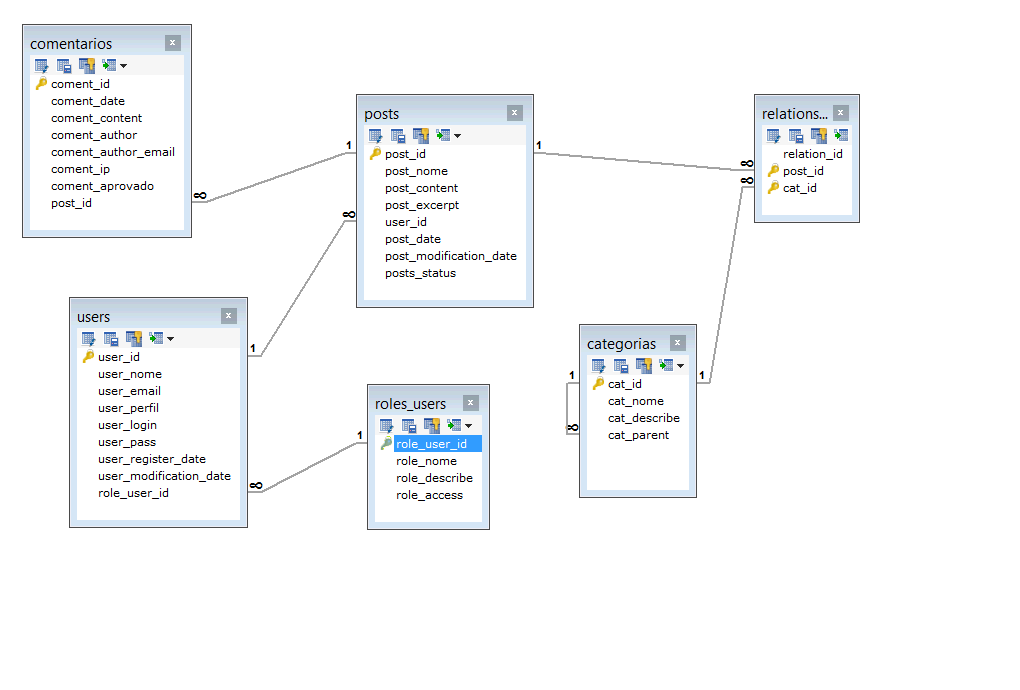 comentarios
coment_id
coment_date
coment_content
coment_author
coment_author_email
coment_ip
coment_aprovado
post_id
posts
post_id
post_nome
post_content
post_excerpt
user_id
post_date
post_modification_date
posts_status
relations...
relation_id
post_id
cat_id
users
user_id
user_nome
user_email
user_perfil
user_login
user_pass
user_register_date
user_modification_date
role_user_id
roles_users
role_user_id
role_nome
role_describe
role_access
categorias
cat_id
cat_nome
cat_describe
cat_parent
1
∞
1
∞
∞
∞
1
1
∞
1
1
∞